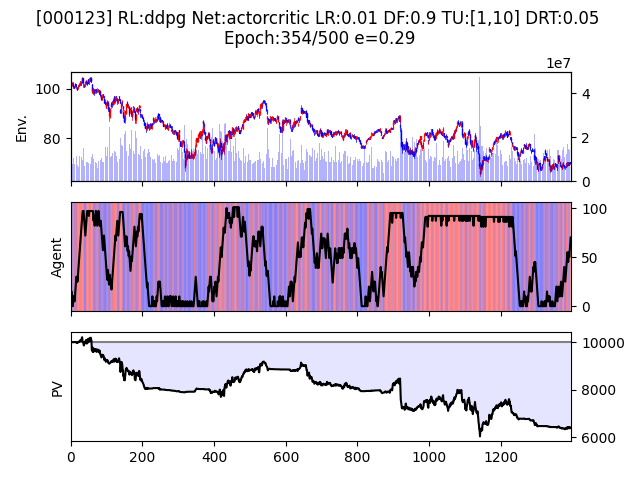 [000123] RL:ddpg Net:actorcritic LR:0.01 DF:0.9 TU:[1,10] DRT:0.05
Epoch:354/500 e=0.29
1e7
Env.
100
80
4
2
0
Agent
100
50
0
PV
10000
8000
6000
0 200 400 600 800 1000 1200